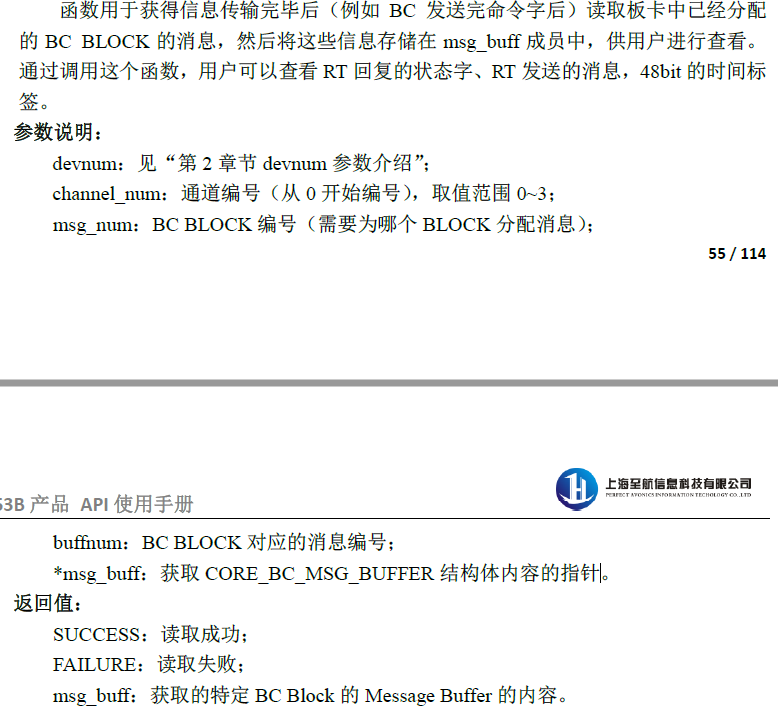 函数用于获得信息传输完毕后（例如 BC 发送完命令字后）读取板卡中已经分配
的 BC BLOCK 的消息，然后将这些信息存储在 msg_buff 成员中，供用户进行查看。
通过调用这个函数，用户可以查看 RT 回复的状态字、RT 发送的消息，48bit 的时间标
签。
参数说明：
devnum：见“第 2 章节 devnum 参数介绍”；
channel_num：通道编号（从 0 开始编号），取值范围 0~3；
msg_num：BC BLOCK 编号（需要为哪个 BLOCK 分配消息）；
55 / 114
上海至航信息科技有限公司
PERFECT AVONICS INFORMATION TECHOLOGY CO.,LTD
53B 产品 API 使用手册
buffnum：BC BLOCK 对应的消息编号；
*msg_buff：获取 CORE_BC_MSG_BUFFER 结构体内容的指针。
返回值：
SUCCESS：读取成功；
FAILURE：读取失败；
msg_buff：获取的特定 BC Block 的 Message Buffer 的内容。